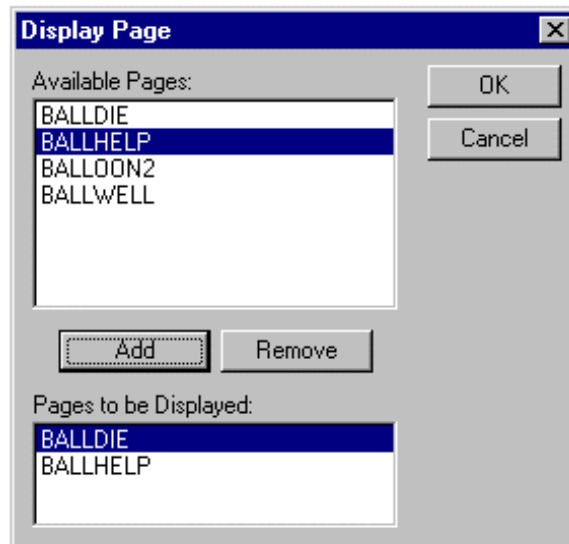 Display Page
Available Pages:
BALLDIE
BALLHELP
BALLOON2
BALLWELL
OK
Cancel
Add Remove
Pages to be Displayed:
BALLDIE
BALLHELP